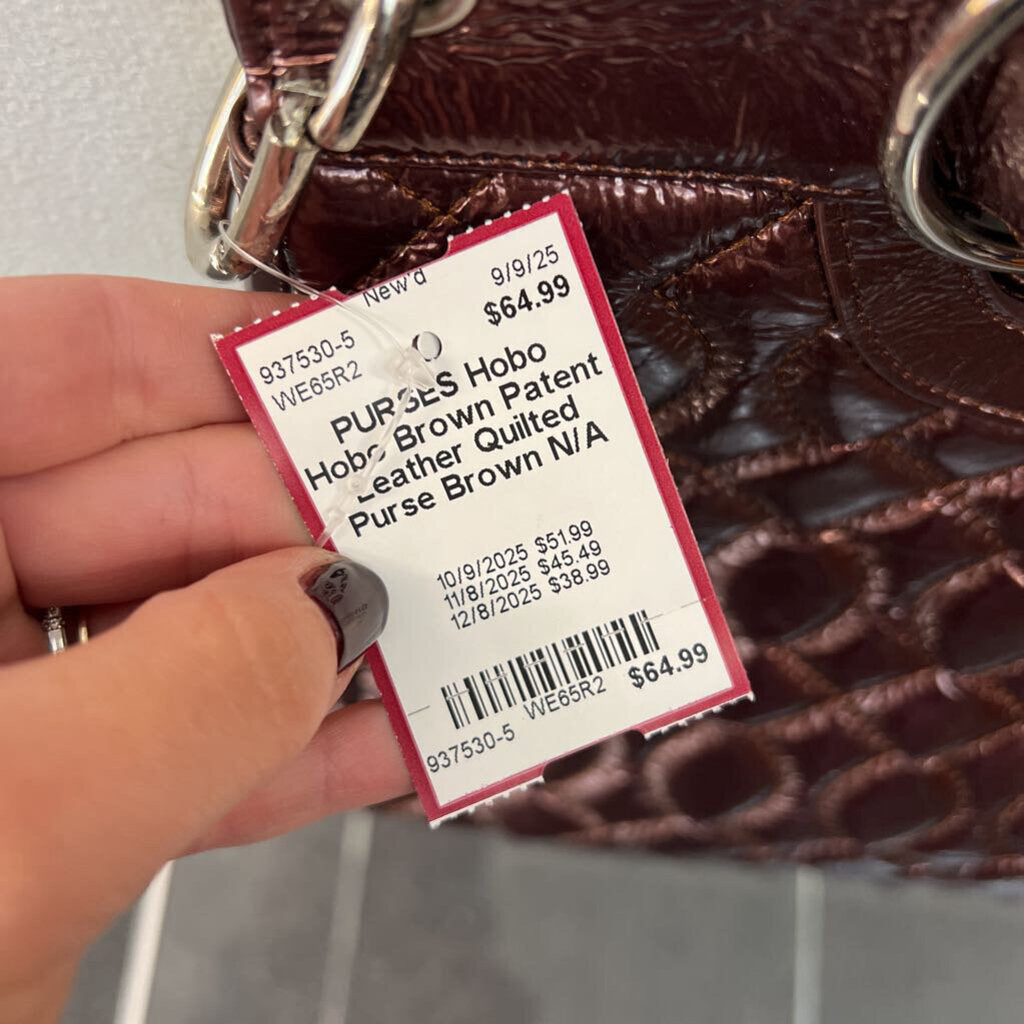 New'd 9/9/25
937530-5 $64.99
WE65R2
PURSES Hobo
Hobo Brown Patent
Leather Quilted
Purse Brown N/A
10/9/2025 $51.99
11/8/2025 $45.49
12/8/2025 $38.99
937530-5 WE65R2 $64.99